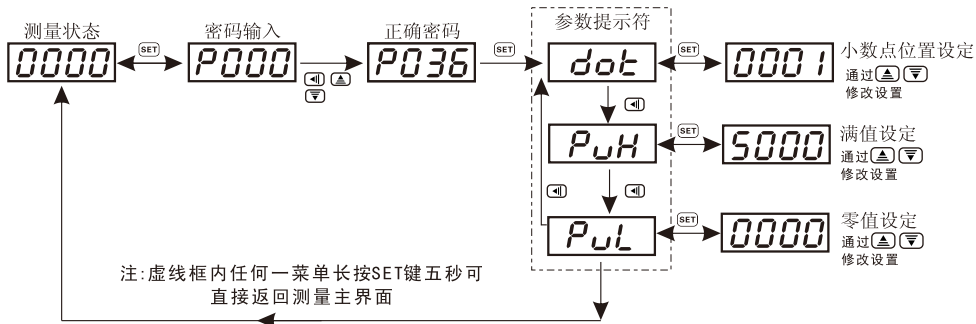 测量状态
0000
SET
密码输入
P000
正确密码
P036
SET
参数提示符
dot
SET
0001
小数点位置设定
通过
修改设置
PuH
SET
5000
满值设定
通过
修改设置
PuL
SET
0000
零值设定
通过
修改设置
注:虚线框内任何一菜单长按SET键五秒可
直接返回测量主界面